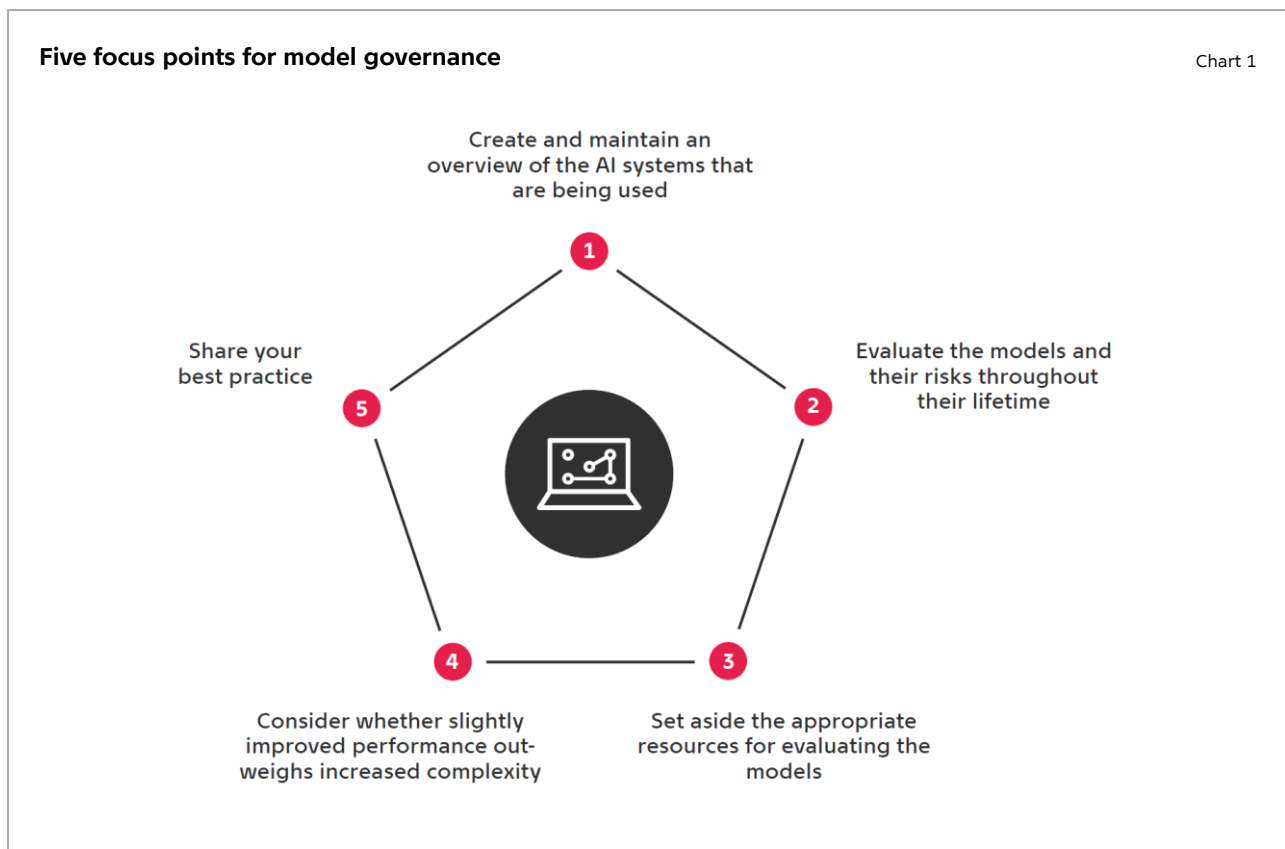 Five focus points for model governance
Chart 1
Create and maintain an
overview of the AI systems that
are being used
1
Evaluate the models and
their risks throughout
their lifetime
2
Set aside the appropriate
resources for evaluating the
models
3
Consider whether slightly
improved performance out-
weighs increased complexity
4
Share your
best practice
5